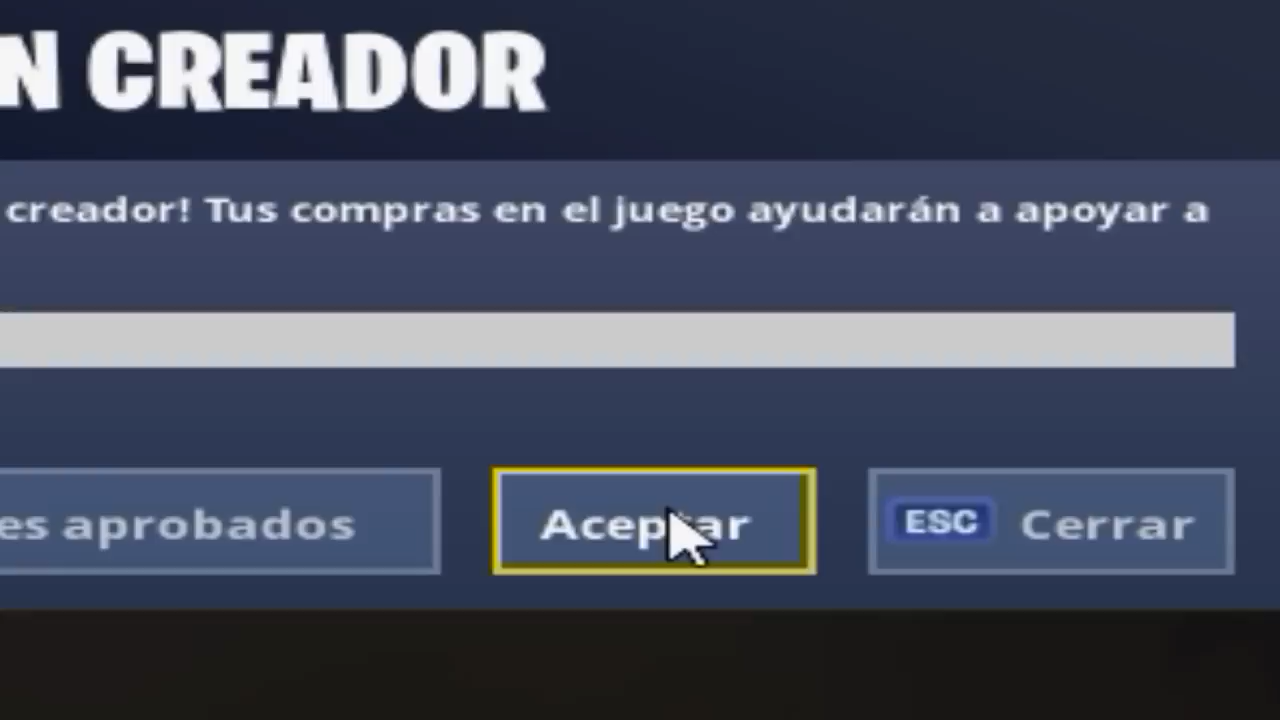 N CREADOR
creador! Tus compras en el juego ayudarán a apoyar a
es aprobados
Aceptar
ESC Cerrar